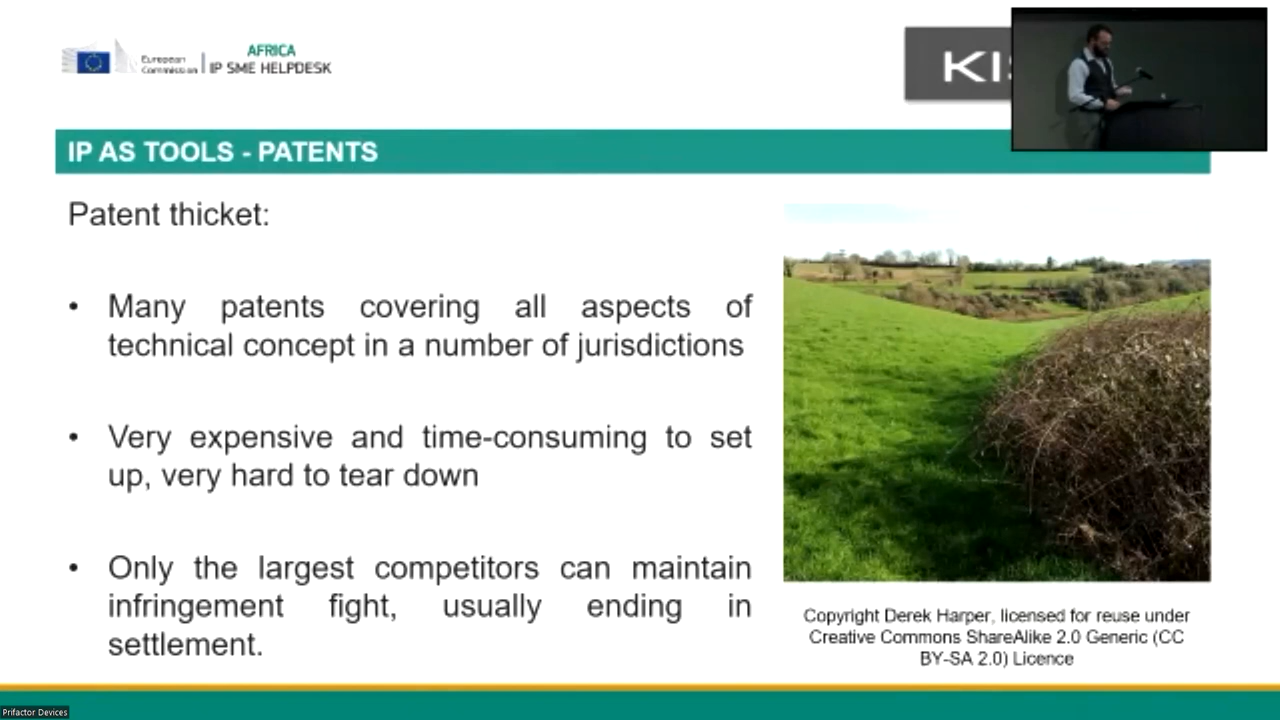 European
Commission
AFRICA
IP SME HELPDESK
IP AS TOOLS - PATENTS
Patent thicket:
• Many patents covering all aspects of
technical concept in a number of jurisdictions
• Very expensive and time-consuming to set
up, very hard to tear down
• Only the largest competitors can maintain
infringement fight, usually ending in
settlement.
Copyright Derek Harper, licensed for reuse under
Creative Commons ShareAlike 2.0 Generic (CC
BY-SA 2.0) Licence
Prifactor Devices